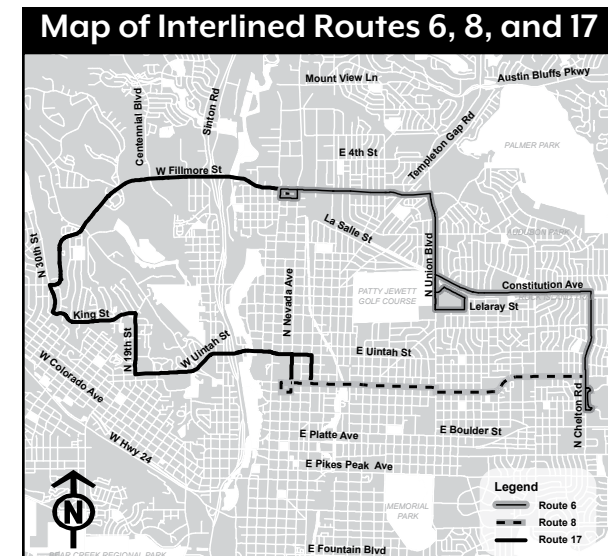 Map of Interlined Routes 6, 8, and 17
Mount View Ln
Austin Bluffs Pkwy
Centennial Blvd
Sinton Rd
Templeton Gap Rd
PALMER PARK
E 4th St
W Fillmore St
La Salle St
N 30th St
N Union Blvd
Constitution Ave
PATTY JEWETT
GOLF COURSE
Lelaray St
N Nevada Ave
King St
N 19th St
W Uintah St
E Uintah St
W Colorado Ave
N Chelton Rd
E Platte Ave
E Boulder St
W Hwy 24
E Pikes Peak Ave
N
MEMORIAL
PARK
Legend
Route 6
Route 8
Route 17
E Fountain Blvd
BEAR CREEK REGIONAL PARK